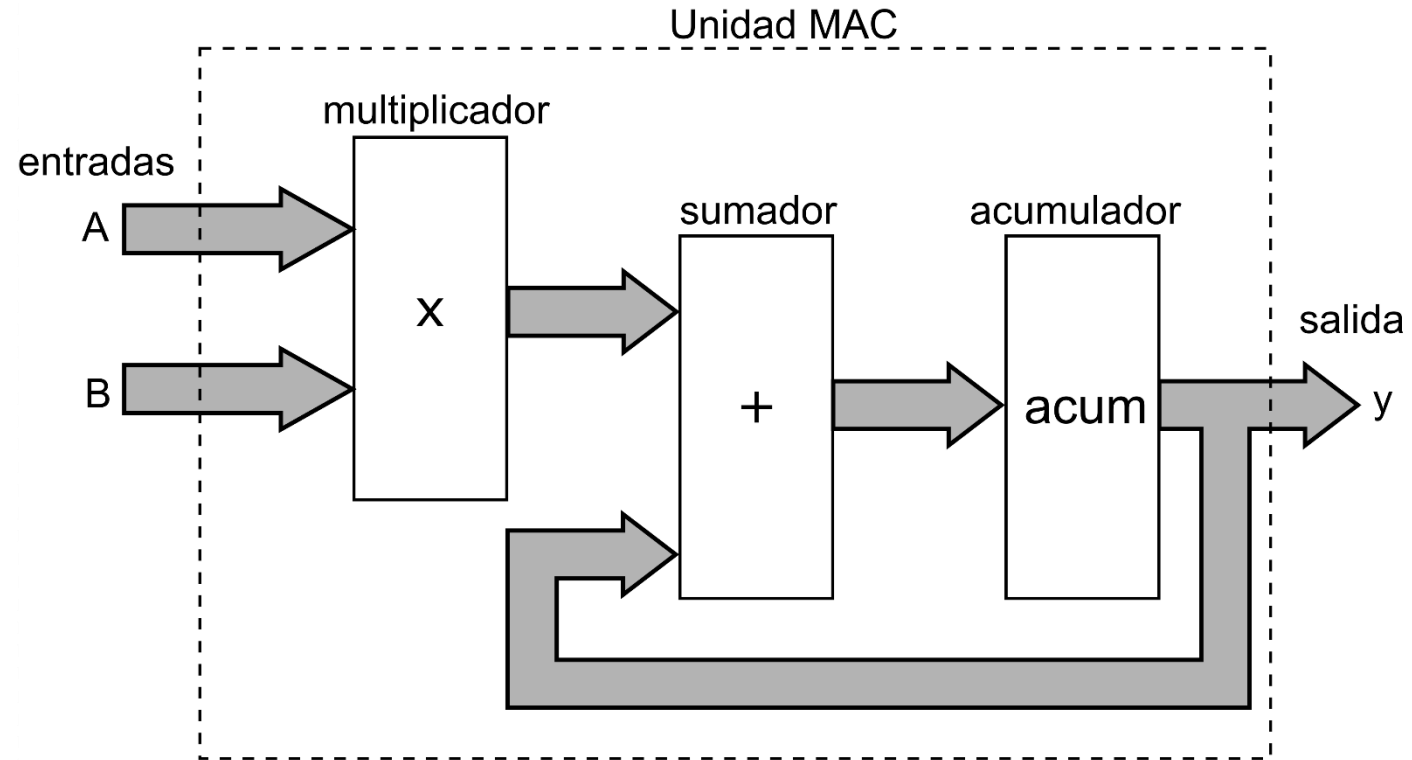 Unidad MAC
multiplicador
entradas
A
B
x
sumador
+
acumulador
acum
salida
y